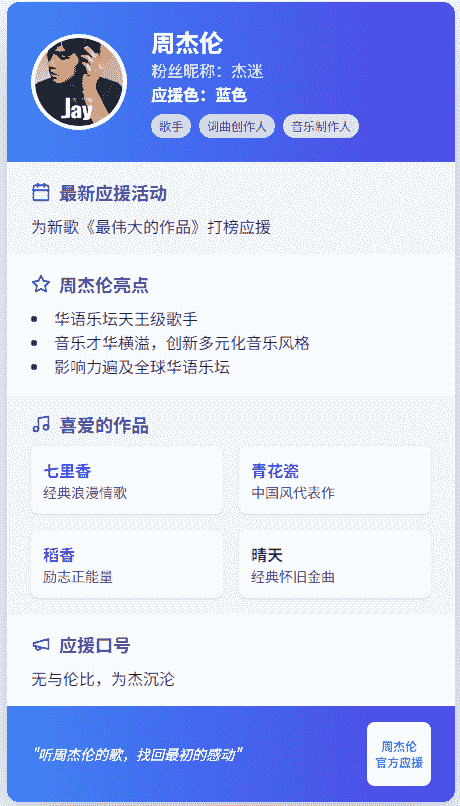 周杰伦
粉丝昵称：杰迷
应援色：蓝色
歌手
词曲创作人
音乐制作人
Jay
最新应援活动
为新歌《最伟大的作品》打榜应援
周杰伦亮点
华语乐坛天王级歌手
音乐才华横溢，创新多元化音乐风格
影响力遍及全球华语乐坛
喜爱的作品
七里香
经典浪漫情歌
青花瓷
中国风代表作
稻香
励志正能量
晴天
经典怀旧金曲
应援口号
无与伦比，为杰沉沦
"听周杰伦的歌，找回最初的感动"
周杰伦
官方应援